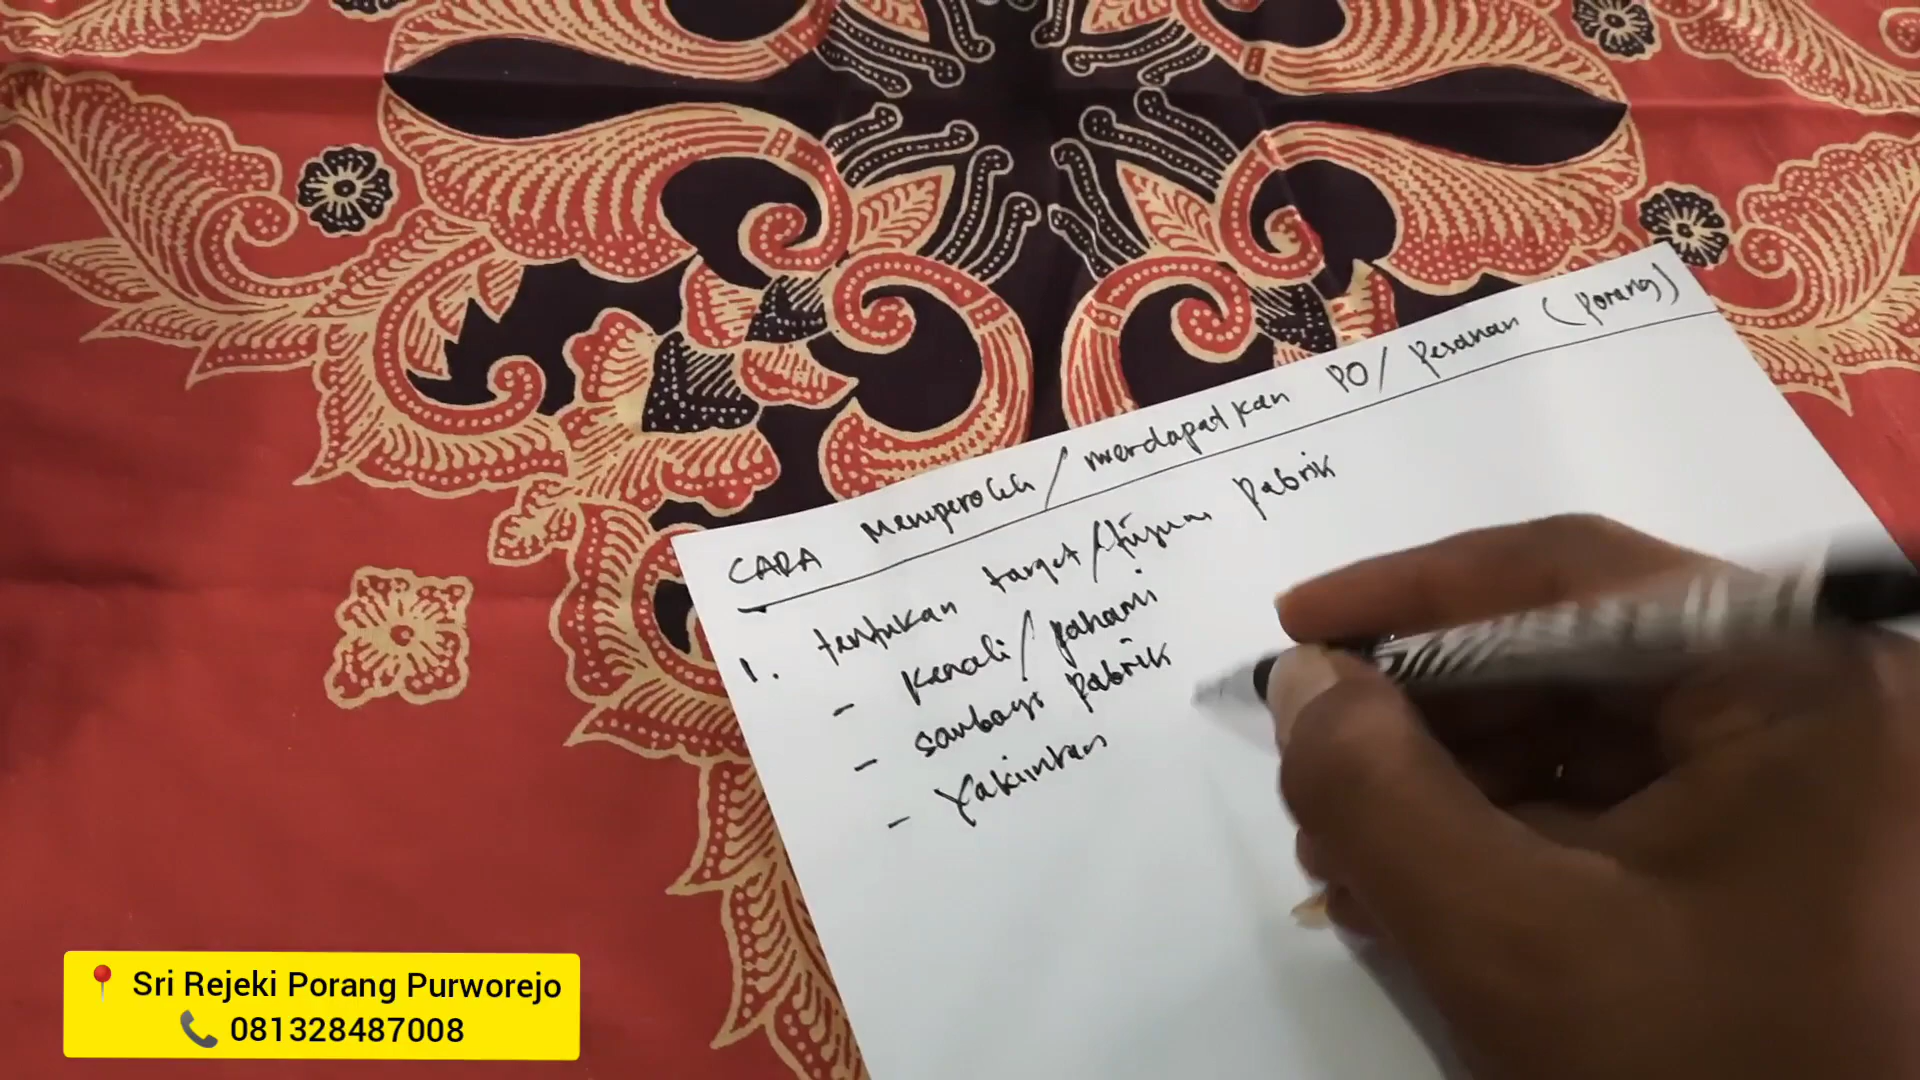 CARA Memperoleh/merdapatkan PO/pesanan (porang)
1. tentukan target/tujuan pabrik
- Kenali/pahami
- sambangi pabrik
- Yakinkan
📍 Sri Rejeki Porang Purworejo
📞 081328487008